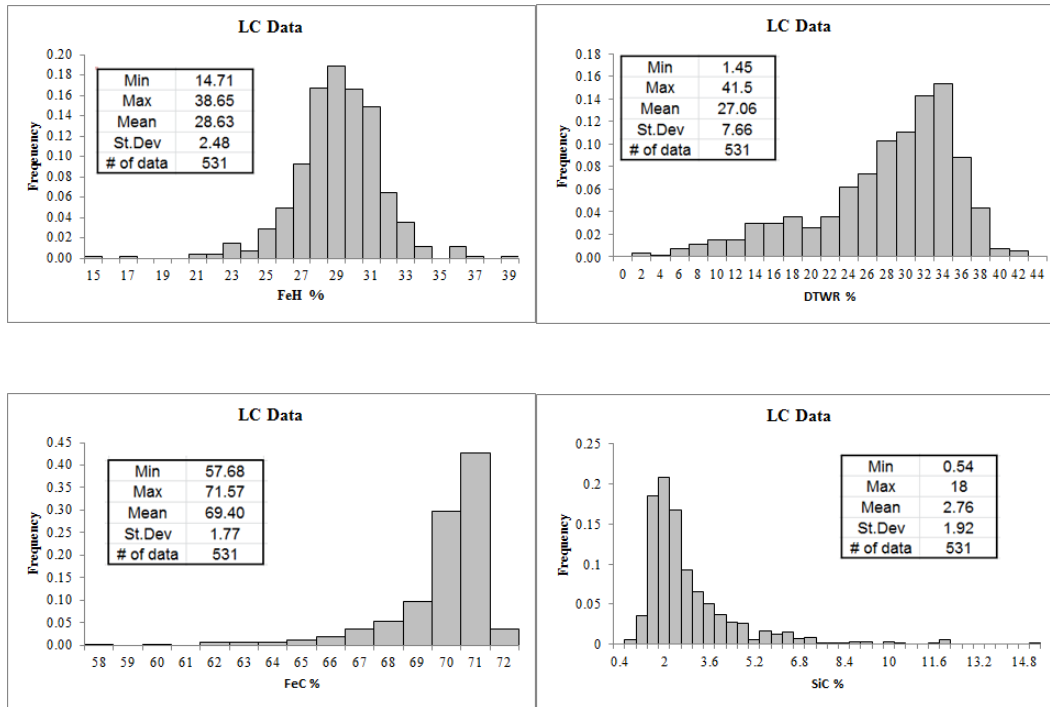 LC Data
0.20
0.18
0.16
0.14
0.12
0.10
0.08
0.06
0.04
0.02
0.00
Freqequency
Min 14.71
Max 38.65
Mean 28.63
St.Dev 2.48
# of data 531
15 17 19 21 23 25 27 29 31 33 35 37 39
FeH %
LC Data
0.18
0.16
0.14
0.12
0.10
0.08
0.06
0.04
0.02
0.00
Frequency
Min 1.45
Max 41.5
Mean 27.06
St.Dev 7.66
# of data 531
0 2 4 6 8 10 12 14 16 18 20 22 24 26 28 30 32 34 36 38 40 42 44
DTWR %
LC Data
0.45
0.40
0.35
0.30
0.25
0.20
0.15
0.10
0.05
0.00
Frequency
Min 57.68
Max 71.57
Mean 69.40
St.Dev 1.77
# of data 531
58 59 60 61 62 63 64 65 66 67 68 69 70 71 72
FeC %
LC Data
0.25
0.2
0.15
0.1
0.05
0
Frequency
Min 0.54
Max 18
Mean 2.76
St.Dev 1.92
# of data 531
0.4 2 3.6 5.2 6.8 8.4 10 11.6 13.2 14.8
SiC %